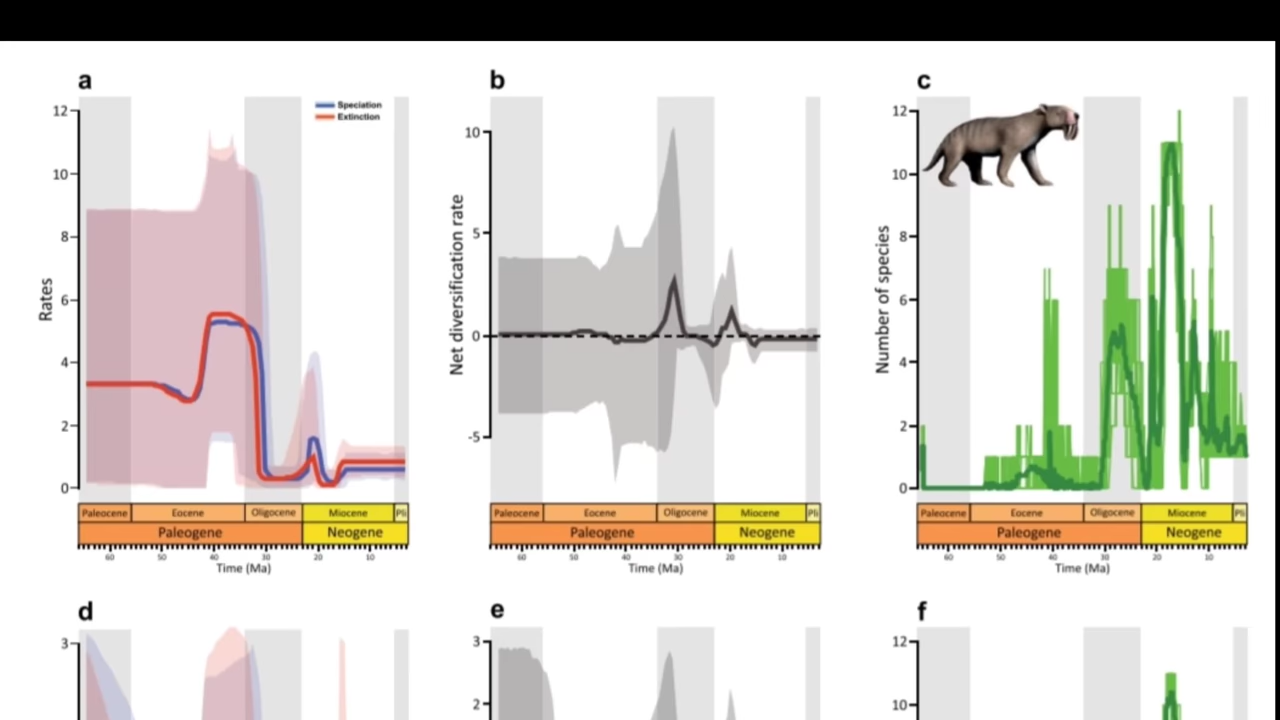 a
Speciation
Extinction
12
10
8
6
4
2
0
Rates
Paleocene Eocene Oligocene Miocene Pli
Paleogene Neogene
60 50 40 30 20 10
Time (Ma)
b
10
5
0
-5
Net diversification rate
Paleocene Eocene Oligocene Miocene Pli
Paleogene Neogene
60 50 40 30 20 10
Time (Ma)
c
12
10
8
6
4
2
0
Number of species
Paleocene Eocene Oligocene Miocene Pli
Paleogene Neogene
60 50 40 30 20 10
Time (Ma)
d
3
e
3
2
f
12
10